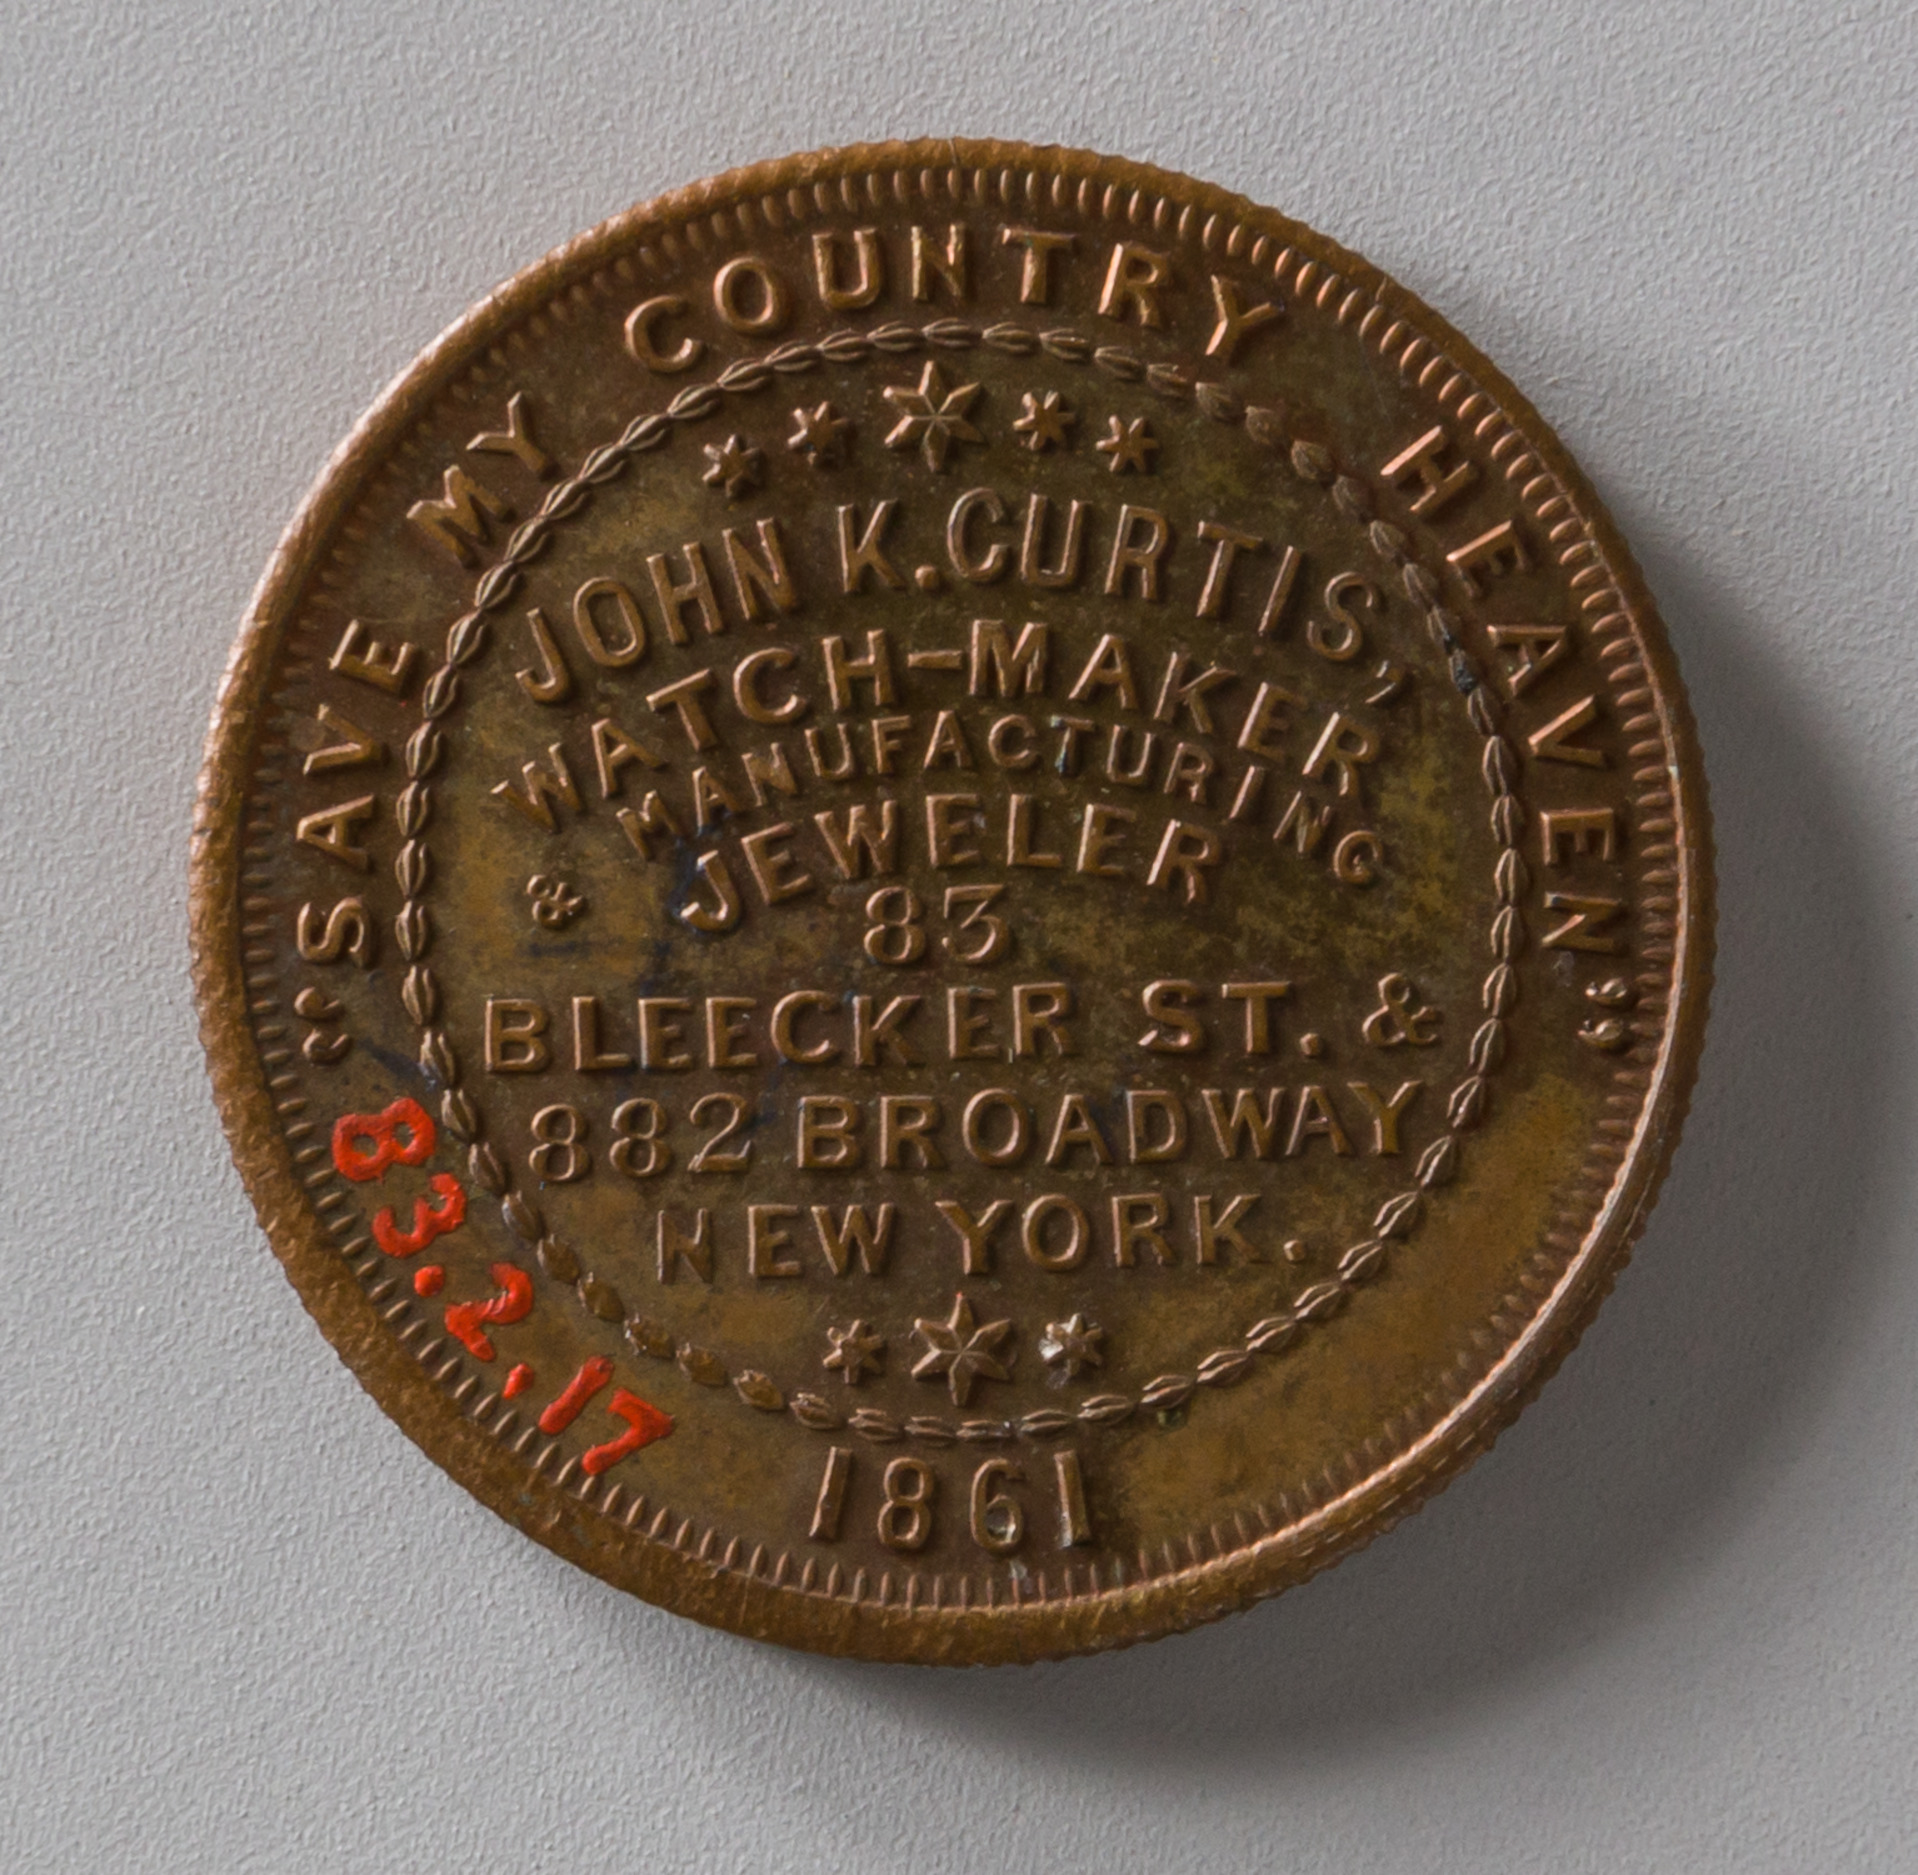 "SAVE MY COUNTRY HEAVEN"
JOHN K. CURTIS,
WATCH-MAKER
& MANUFACTURING
JEWELER
83
BLEECKER ST. &
882 BROADWAY
NEW YORK.
1861
83.2.17